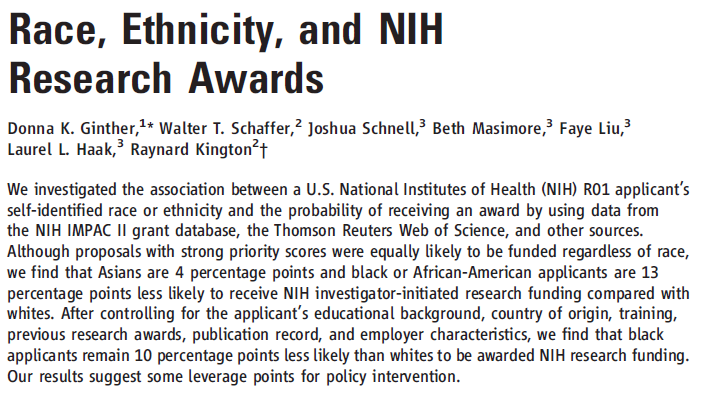 Race, Ethnicity, and NIH
Research Awards
Donna K. Ginther,¹* Walter T. Schaffer,² Joshua Schnell,³ Beth Masimore,³ Faye Liu,³
Laurel L. Haak,³ Raynard Kington²†
We investigated the association between a U.S. National Institutes of Health (NIH) R01 applicant’s
self-identified race or ethnicity and the probability of receiving an award by using data from
the NIH IMPAC II grant database, the Thomson Reuters Web of Science, and other sources.
Although proposals with strong priority scores were equally likely to be funded regardless of race,
we find that Asians are 4 percentage points and black or African-American applicants are 13
percentage points less likely to receive NIH investigator-initiated research funding compared with
whites. After controlling for the applicant’s educational background, country of origin, training,
previous research awards, publication record, and employer characteristics, we find that black
applicants remain 10 percentage points less likely than whites to be awarded NIH research funding.
Our results suggest some leverage points for policy intervention.